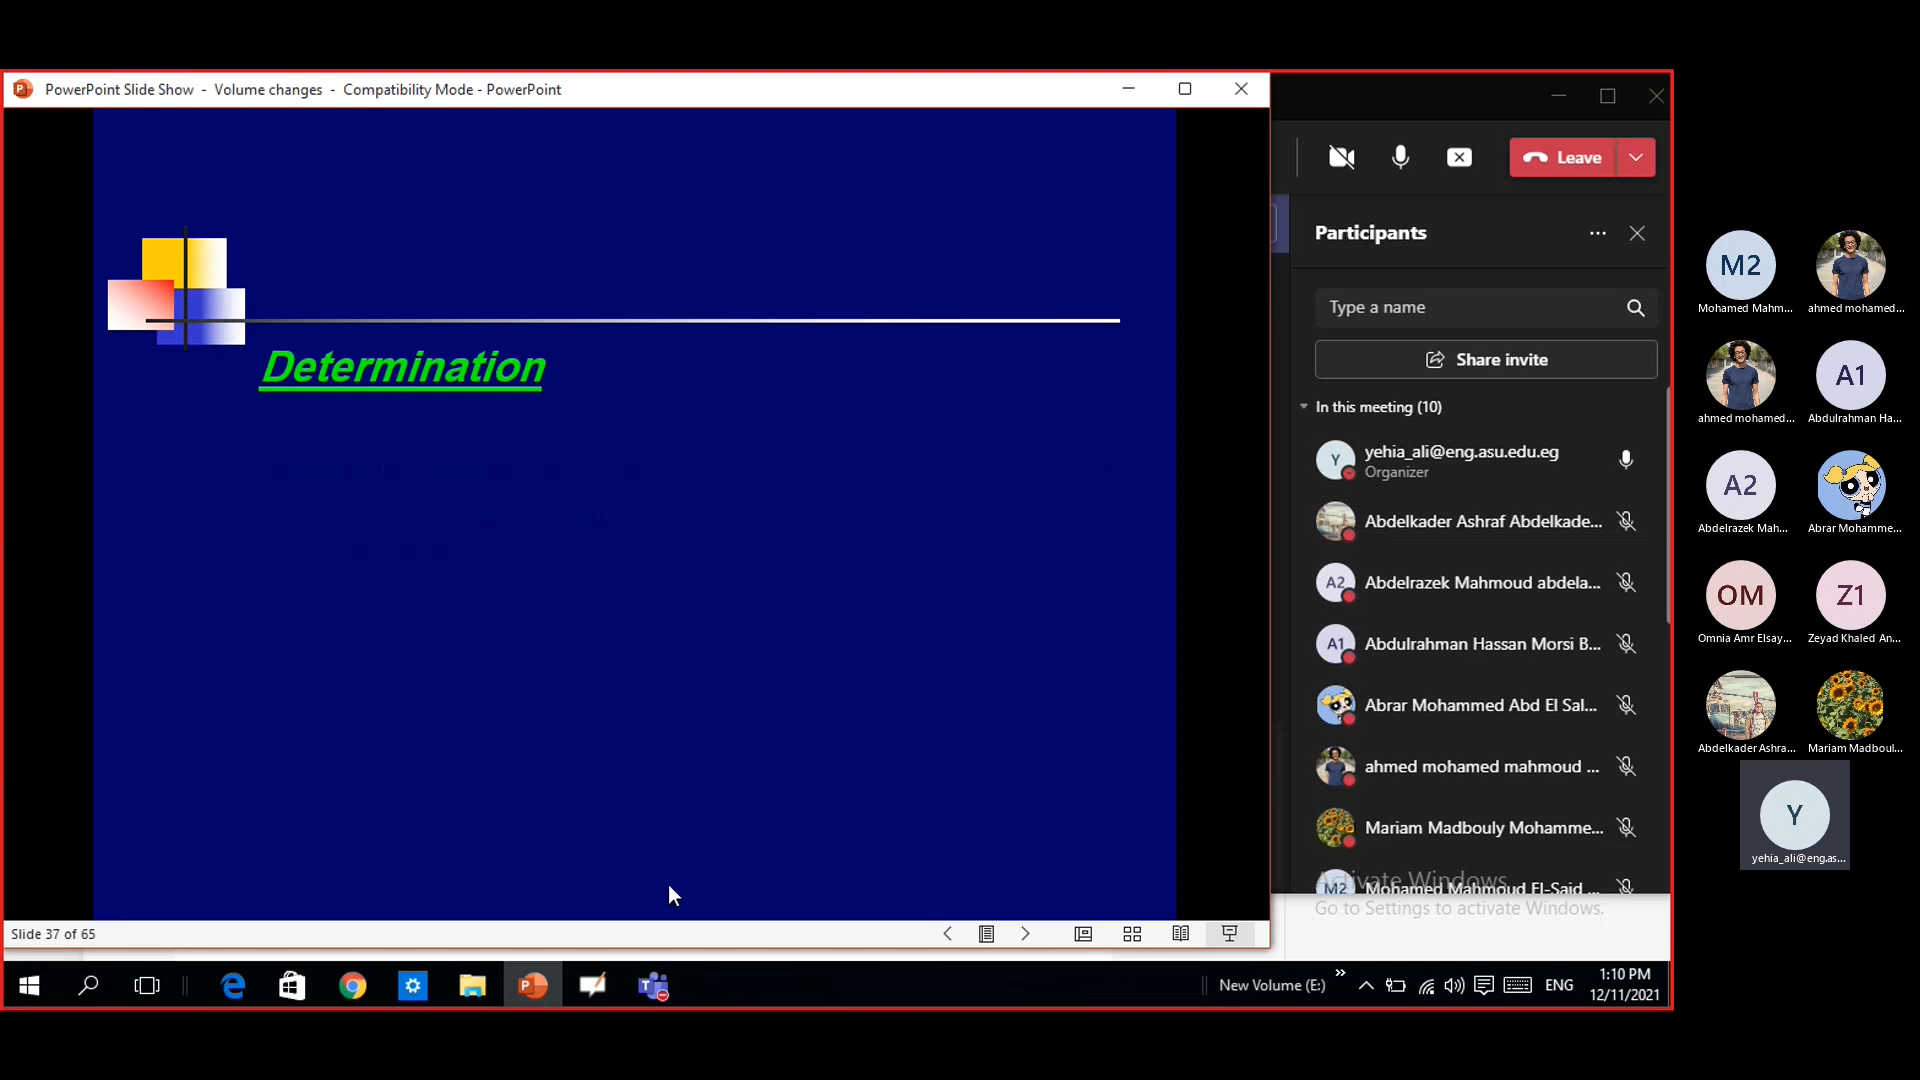 PowerPoint Slide Show - Volume changes - Compatibility Mode - PowerPoint
Determination
Slide 37 of 65
Leave
Participants
Type a name
Share invite
In this meeting (10)
Y
yehia_ali@eng.asu.edu.eg
Organizer
Abdelkader Ashraf Abdelkade...
A2
Abdelrazek Mahmoud abdela...
A1
Abdulrahman Hassan Morsi B...
Abrar Mohammed Abd El Sal...
ahmed mohamed mahmoud ...
Mariam Madbouly Mohamme...
M2
Mohamed Mahmoud El-Said ...
Activate Windows
Go to Settings to activate Windows.
New Volume (E:)
ENG
1:10 PM
12/11/2021
M2
Mohamed Mahm...
ahmed mohamed...
ahmed mohamed...
A1
Abdulrahman Ha...
A2
Abdelrazek Mah...
Abrar Mohamme...
OM
Omnia Amr Elsay...
Z1
Zeyad Khaled An...
Abdelkader Ashra...
Mariam Madboul...
Y
yehia_ali@eng.as...